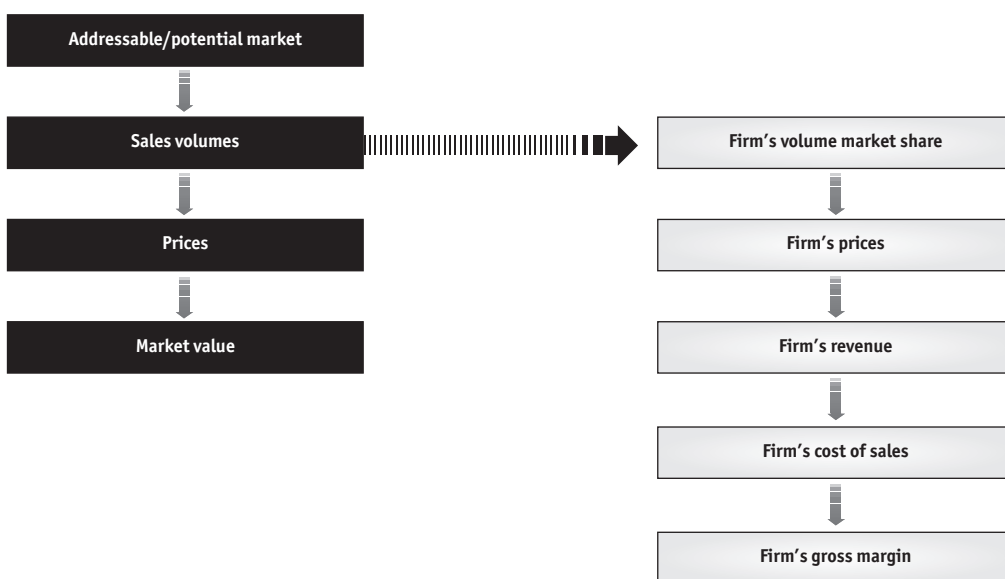 Addressable/potential market
Sales volumes
Prices
Market value
Firm's volume market share
Firm's prices
Firm's revenue
Firm's cost of sales
Firm's gross margin